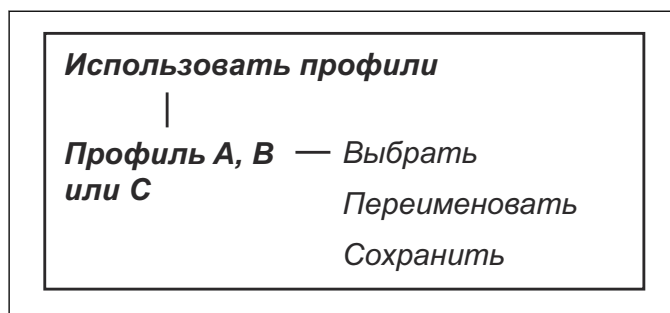 Использовать профили
Профиль A, B — Выбрать
или C
Переименовать
Сохранить